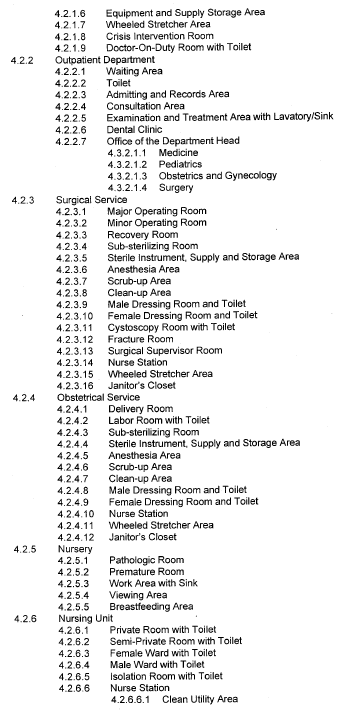 4.2.1.6 Equipment and Supply Storage Area
4.2.1.7 Wheeled Stretcher Area
4.2.1.8 Crisis Intervention Room
4.2.1.9 Doctor-On-Duty Room with Toilet
4.2.2 Outpatient Department
4.2.2.1 Waiting Area
4.2.2.2 Toilet
4.2.2.3 Admitting and Records Area
4.2.2.4 Consultation Area
4.2.2.5 Examination and Treatment Area with Lavatory/Sink
4.2.2.6 Dental Clinic
4.2.2.7 Office of the Department Head
4.3.2.1.1 Medicine
4.3.2.1.2 Pediatrics
4.3.2.1.3 Obstetrics and Gynecology
4.3.2.1.4 Surgery
4.2.3 Surgical Service
4.2.3.1 Major Operating Room
4.2.3.2 Minor Operating Room
4.2.3.3 Recovery Room
4.2.3.4 Sub-sterilizing Room
4.2.3.5 Sterile Instrument, Supply and Storage Area
4.2.3.6 Anesthesia Area
4.2.3.7 Scrub-up Area
4.2.3.8 Clean-up Area
4.2.3.9 Male Dressing Room and Toilet
4.2.3.10 Female Dressing Room and Toilet
4.2.3.11 Cystoscopy Room with Toilet
4.2.3.12 Fracture Room
4.2.3.13 Surgical Supervisor Room
4.2.3.14 Nurse Station
4.2.3.15 Wheeled Stretcher Area
4.2.3.16 Janitor's Closet
4.2.4 Obstetrical Service
4.2.4.1 Delivery Room
4.2.4.2 Labor Room with Toilet
4.2.4.3 Sub-sterilizing Room
4.2.4.4 Sterile Instrument, Supply and Storage Area
4.2.4.5 Anesthesia Area
4.2.4.6 Scrub-up Area
4.2.4.7 Clean-up Area
4.2.4.8 Male Dressing Room and Toilet
4.2.4.9 Female Dressing Room and Toilet
4.2.4.10 Nurse Station
4.2.4.11 Wheeled Stretcher Area
4.2.4.12 Janitor's Closet
4.2.5 Nursery
4.2.5.1 Pathologic Room
4.2.5.2 Premature Room
4.2.5.3 Work Area with Sink
4.2.5.4 Viewing Area
4.2.5.5 Breastfeeding Area
4.2.6 Nursing Unit
4.2.6.1 Private Room with Toilet
4.2.6.2 Semi-Private Room with Toilet
4.2.6.3 Female Ward with Toilet
4.2.6.4 Male Ward with Toilet
4.2.6.5 Isolation Room with Toilet
4.2.6.6 Nurse Station
4.2.6.6.1 Clean Utility Area